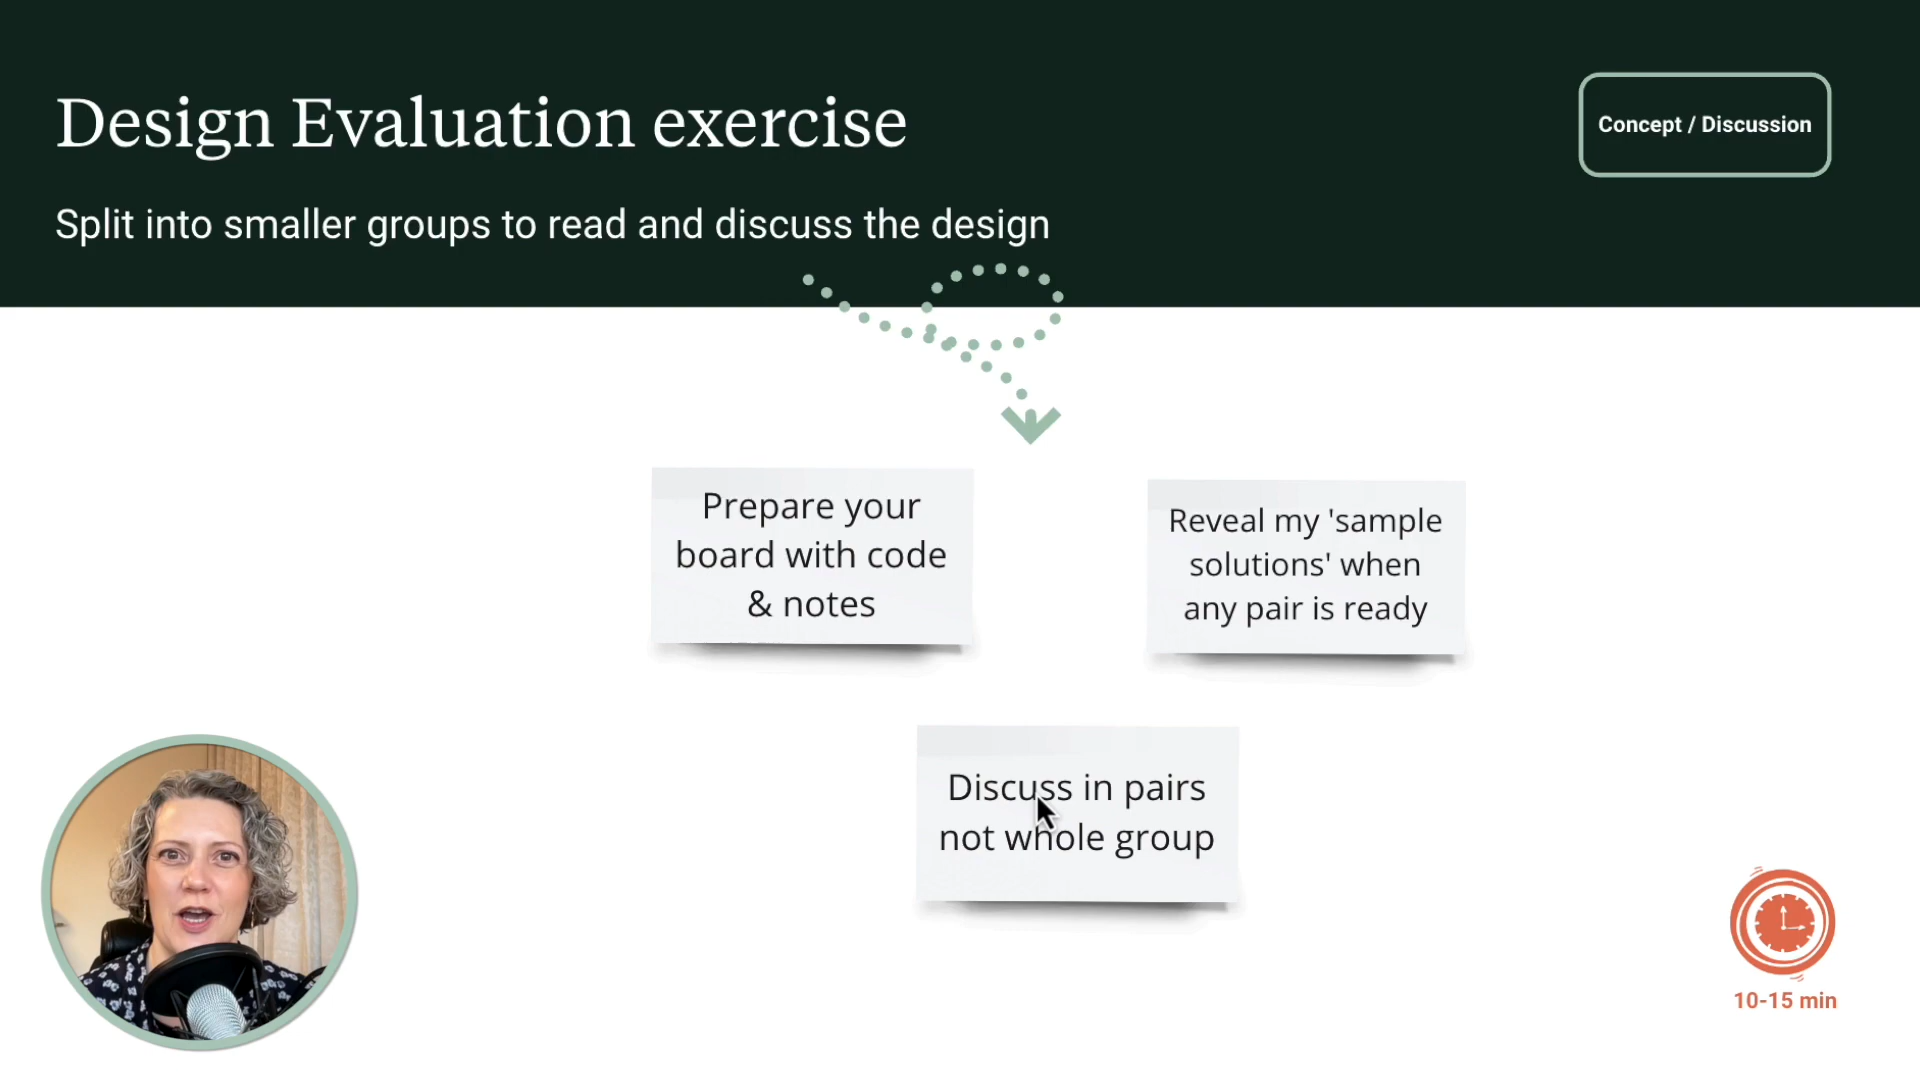 Design Evaluation exercise
Concept / Discussion
Split into smaller groups to read and discuss the design
Prepare your
board with code
& notes
Reveal my 'sample
solutions' when
any pair is ready
Discuss in pairs
not whole group
10-15 min